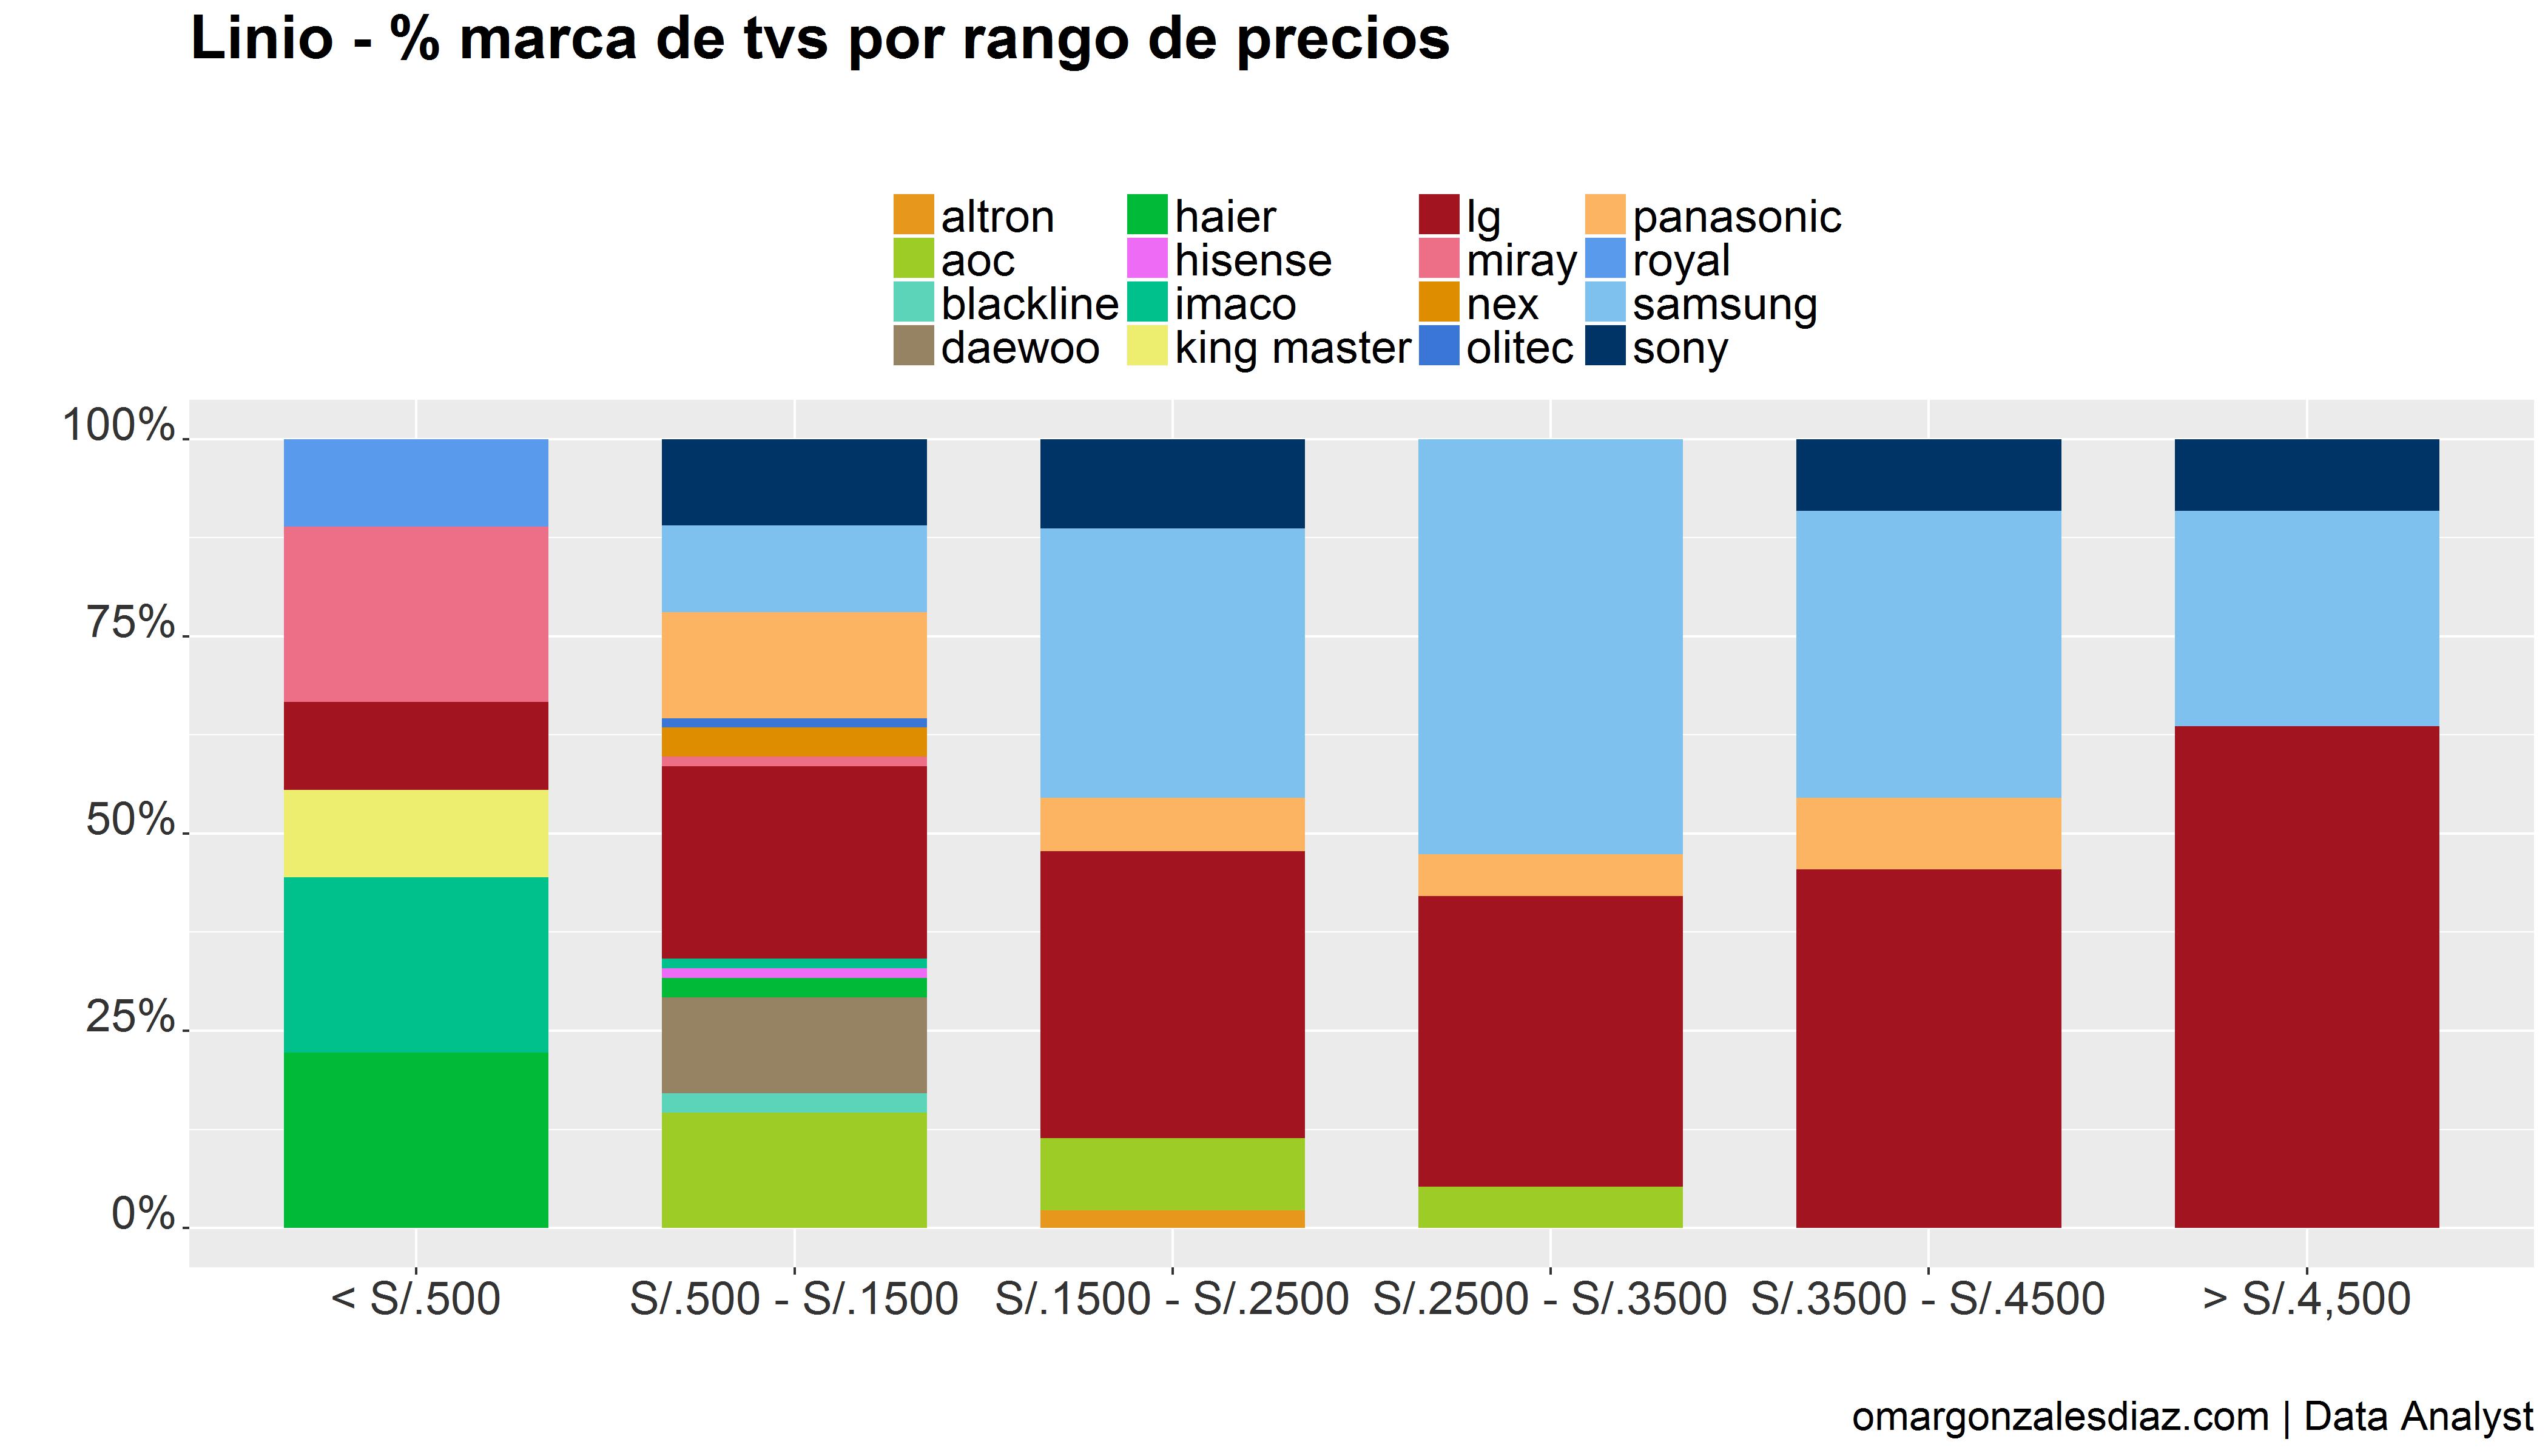 Linio - % marca de tvs por rango de precios
altron haier lg panasonic
aoc hisense miray royal
blackline imaco nex samsung
daewoo king master olitec sony
100%
75%
50%
25%
0%
< S/.500 S/.500 - S/.1500 S/.1500 - S/.2500 S/.2500 - S/.3500 S/.3500 - S/.4500 > S/.4,500
omargonzalesdiaz.com | Data Analyst